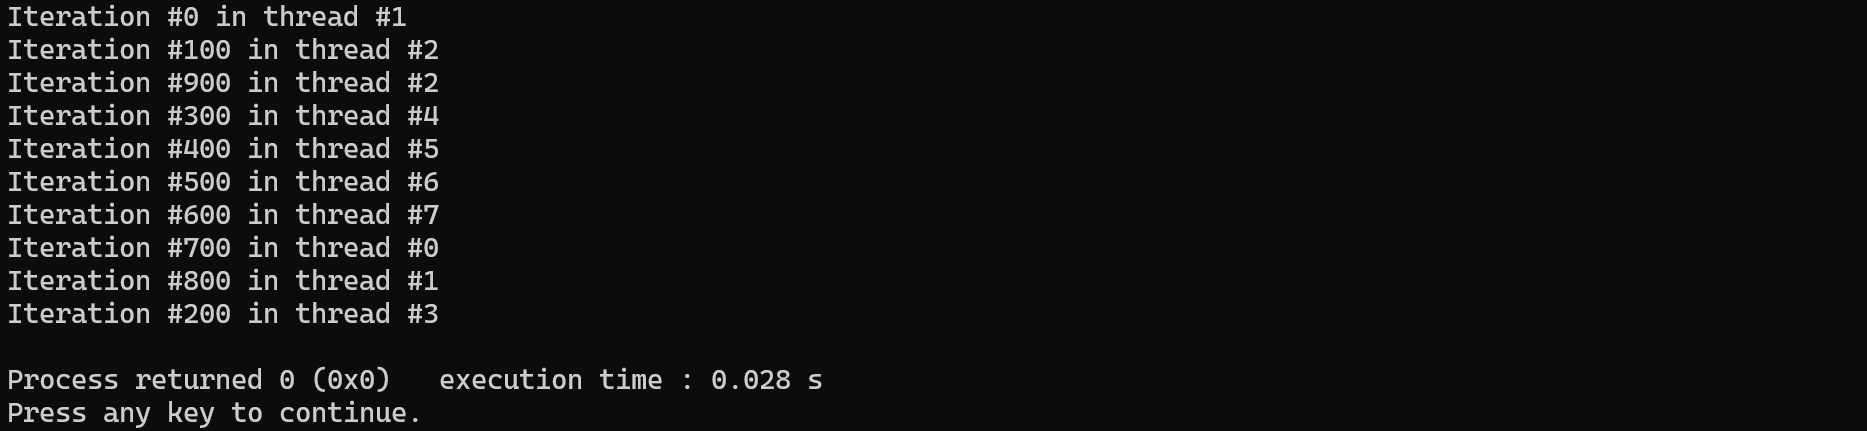 Iteration #0 in thread #1
Iteration #100 in thread #2
Iteration #900 in thread #2
Iteration #300 in thread #4
Iteration #400 in thread #5
Iteration #500 in thread #6
Iteration #600 in thread #7
Iteration #700 in thread #0
Iteration #800 in thread #1
Iteration #200 in thread #3

Process returned 0 (0x0)   execution time : 0.028 s
Press any key to continue.